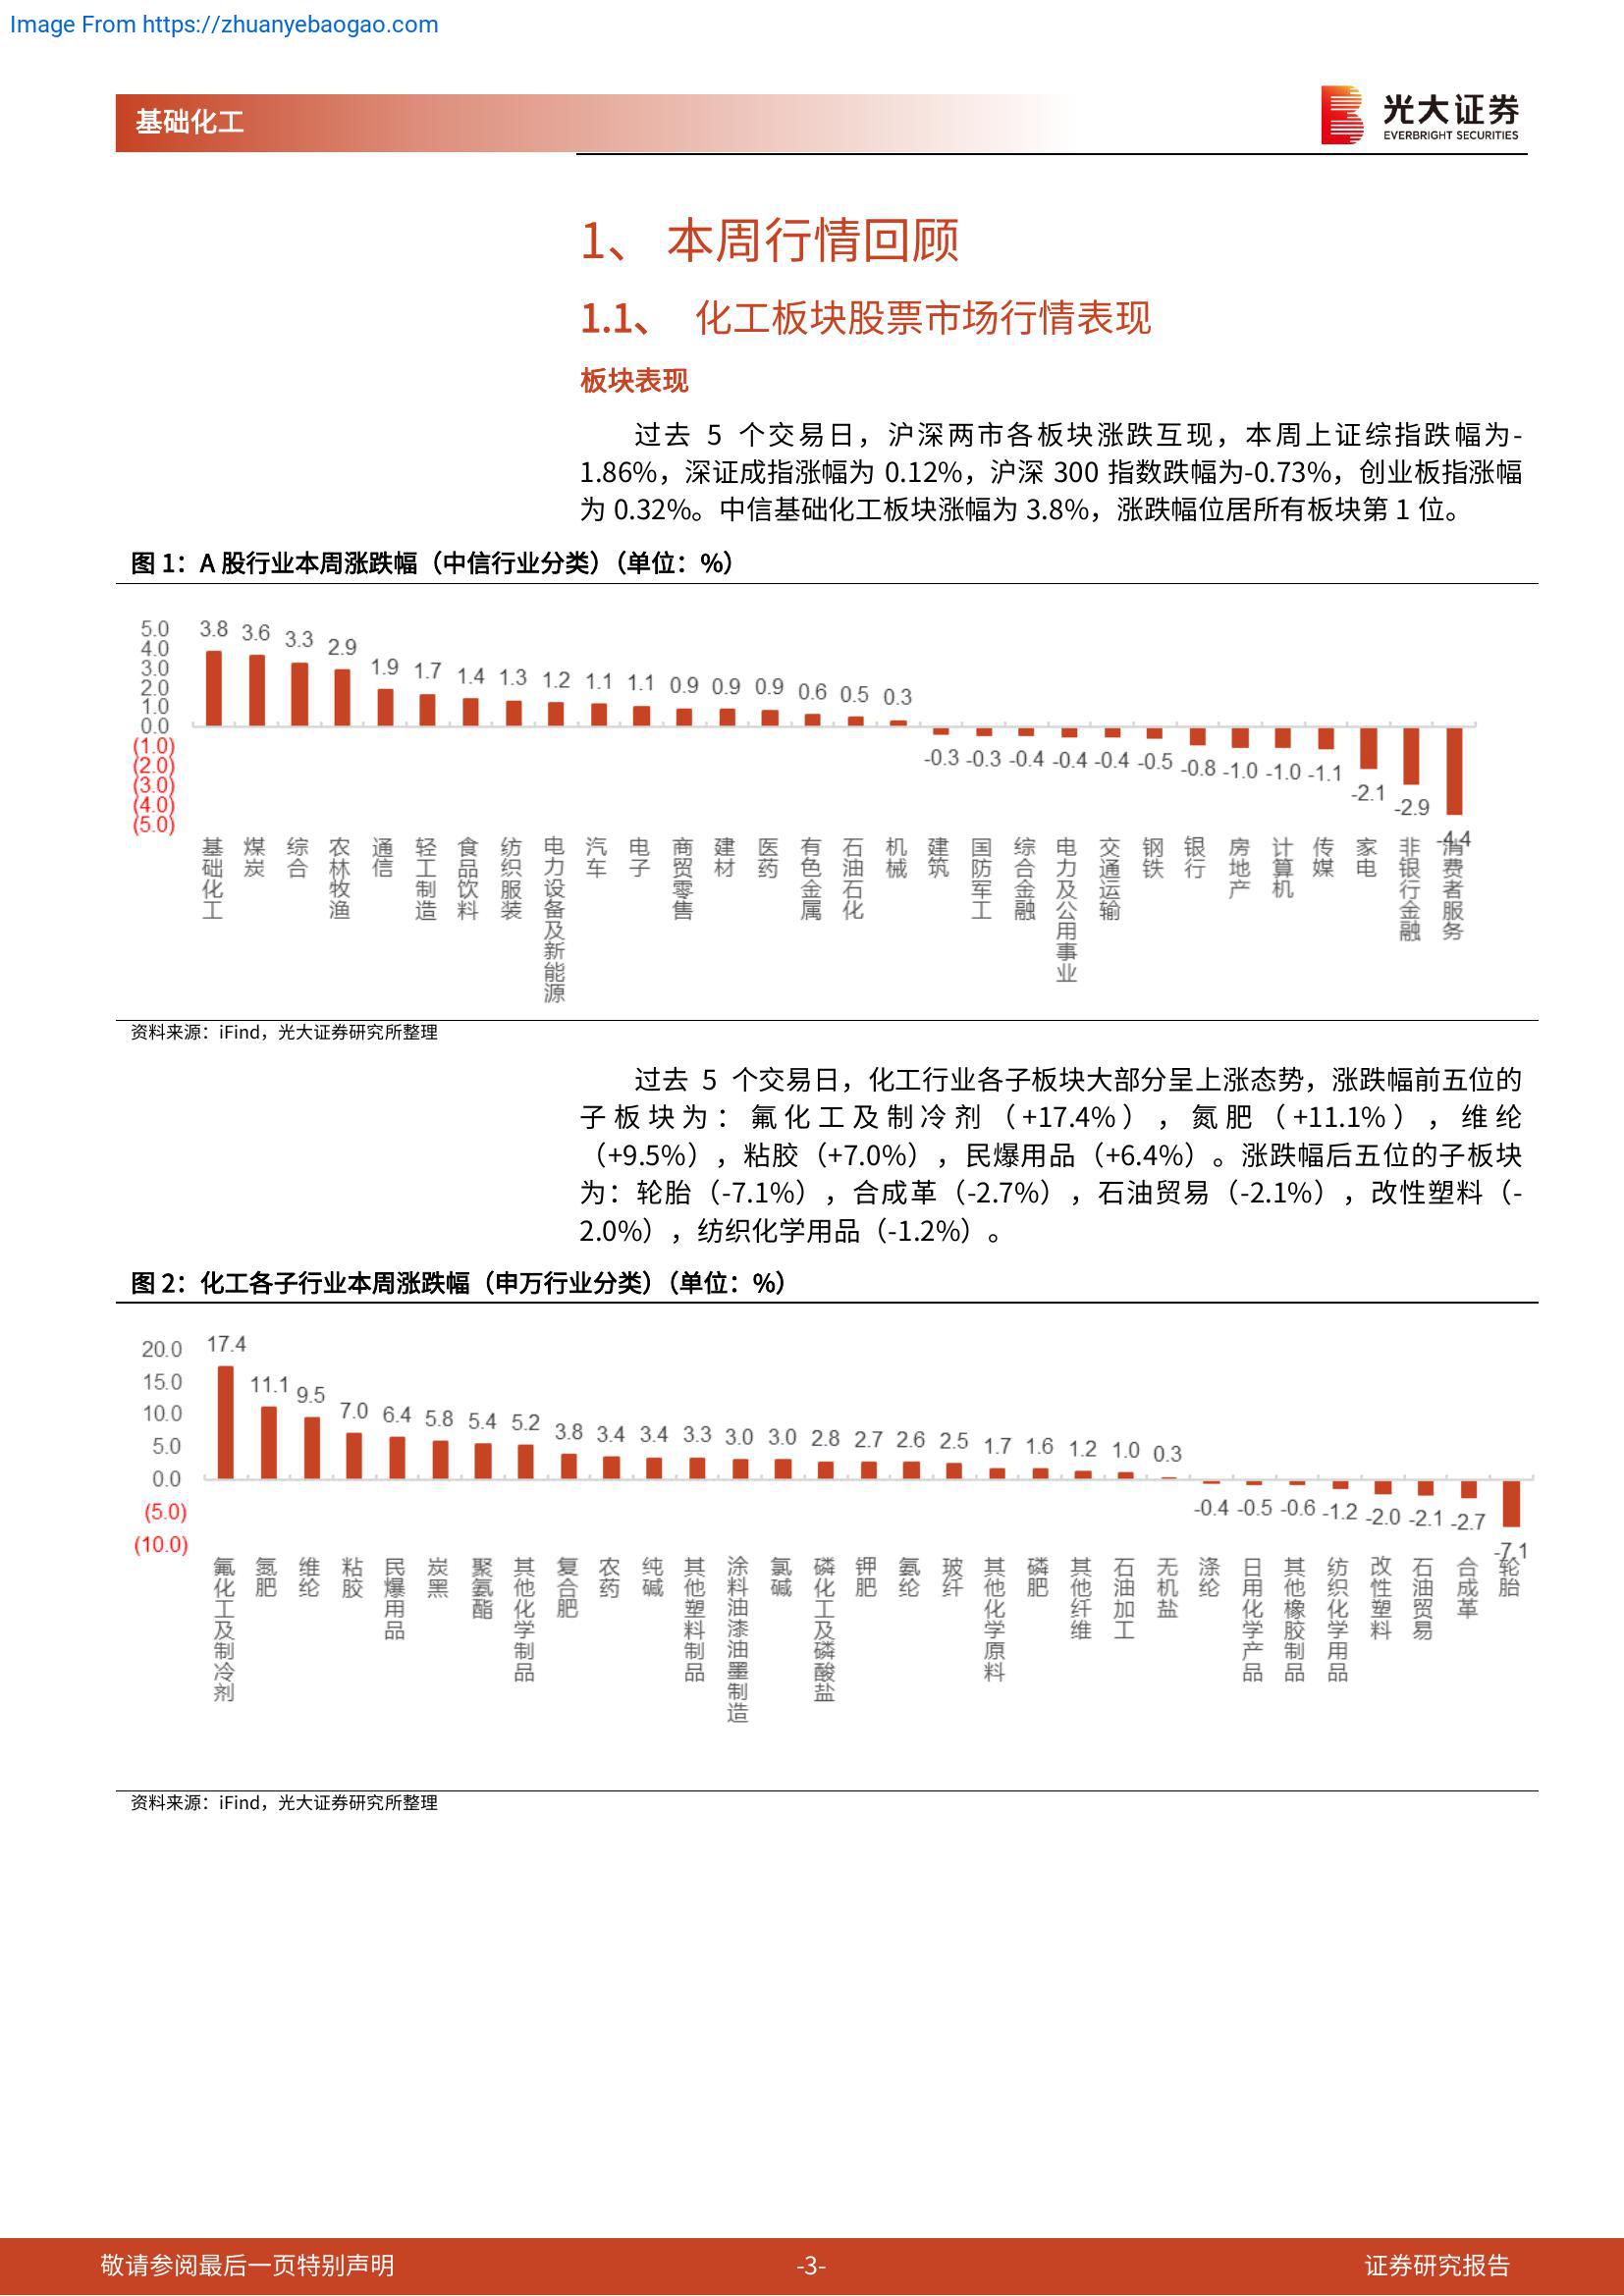 Image From https://zhuanyebaogao.com
基础化工
光大证券
EVERBRIGHT SECURITIES
1、 本周行情回顾
1.1、 化工板块股票市场行情表现
板块表现
过去 5 个交易日，沪深两市各板块涨跌互现，本周上证综指跌幅为-
1.86%，深证成指涨幅为 0.12%，沪深 300 指数跌幅为-0.73%，创业板指涨幅
为 0.32%。中信基础化工板块涨幅为 3.8%，涨跌幅位居所有板块第 1 位。
图 1：A 股行业本周涨跌幅（中信行业分类）（单位：%）
5.0
4.0
3.0
2.0
1.0
0.0
(1.0)
(2.0)
(3.0)
(4.0)
(5.0)
3.8 3.6 3.3 2.9 1.9 1.7 1.4 1.3 1.2 1.1 1.1 0.9 0.9 0.9 0.6 0.5 0.3
-0.3 -0.3 -0.4 -0.4 -0.4 -0.5 -0.8 -1.0 -1.0 -1.1 -2.1 -2.9 -4.4
基础化工
煤炭
综合
农林牧渔
通信
轻工制造
食品饮料
纺织服装
电力设备及新能源
汽车
电子
商贸零售
建材
医药
有色金属
石油石化
机械
建筑
国防军工
综合金融
电力及公用事业
交通运输
钢铁
银行
房地产
计算机
传媒
家电
非银行金融
消费者服务
资料来源：iFind，光大证券研究所整理
过去 5 个交易日，化工行业各子板块大部分呈上涨态势，涨跌幅前五位的
子板块为：氟化工及制冷剂（+17.4%），氮肥（+11.1%），维纶
（+9.5%），粘胶（+7.0%），民爆用品（+6.4%）。涨跌幅后五位的子板块
为：轮胎（-7.1%），合成革（-2.7%），石油贸易（-2.1%），改性塑料（-
2.0%），纺织化学用品（-1.2%）。
图 2：化工各子行业本周涨跌幅（申万行业分类）（单位：%）
20.0
15.0
10.0
5.0
0.0
(5.0)
(10.0)
17.4 11.1 9.5 7.0 6.4 5.8 5.4 5.2 3.8 3.4 3.4 3.3 3.0 3.0 2.8 2.7 2.6 2.5 1.7 1.6 1.2 1.0 0.3
-0.4 -0.5 -0.6 -1.2 -2.0 -2.1 -2.7 -7.1
氟化工及制冷剂
氮肥
维纶
粘胶
民爆用品
炭黑
聚氨酯
其他化学制品
复合肥
农药
纯碱
其他塑料制品
涂料油漆油墨制造
氯碱
磷化工及磷酸盐
钾肥
氨纶
玻纤
其他化学原料
磷肥
其他纤维
石油加工
无机盐
涤纶
日用化学产品
其他橡胶制品
纺织化学用品
改性塑料
石油贸易
合成革
轮胎
资料来源：iFind，光大证券研究所整理
敬请参阅最后一页特别声明
-3-
证券研究报告